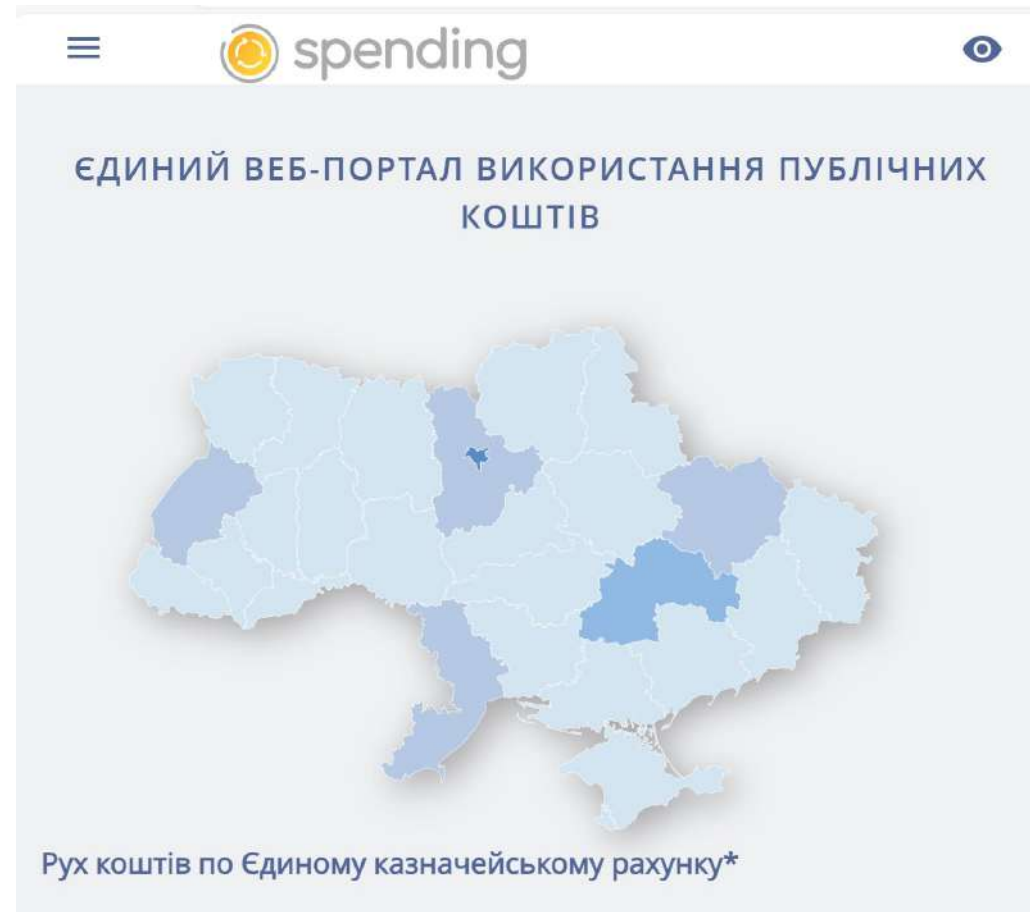 spending
ЄДИНИЙ ВЕБ-ПОРТАЛ ВИКОРИСТАННЯ ПУБЛІЧНИХ
КОШТІВ
Рух коштів по Єдиному казначейському рахунку*